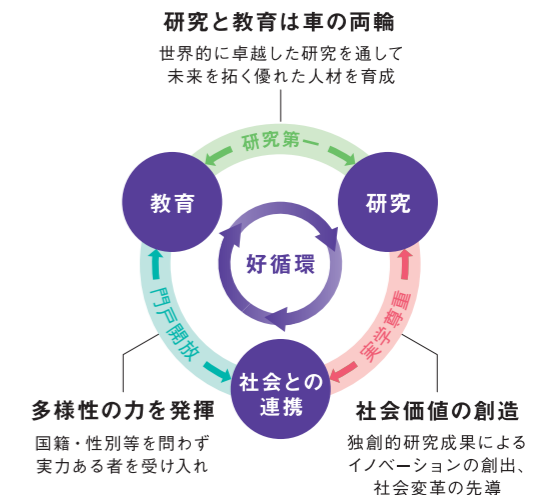 研究と教育は車の両輪
世界的に卓越した研究を通して
未来を拓く優れた人材を育成
研究第一
教育
研究
好循環
門戸開放
実学尊重
社会との
連携
多様性の力を発揮
国籍・性別等を問わず
実力ある者を受け入れ
社会価値の創造
独創的研究成果による
イノベーションの創出、
社会変革の先導